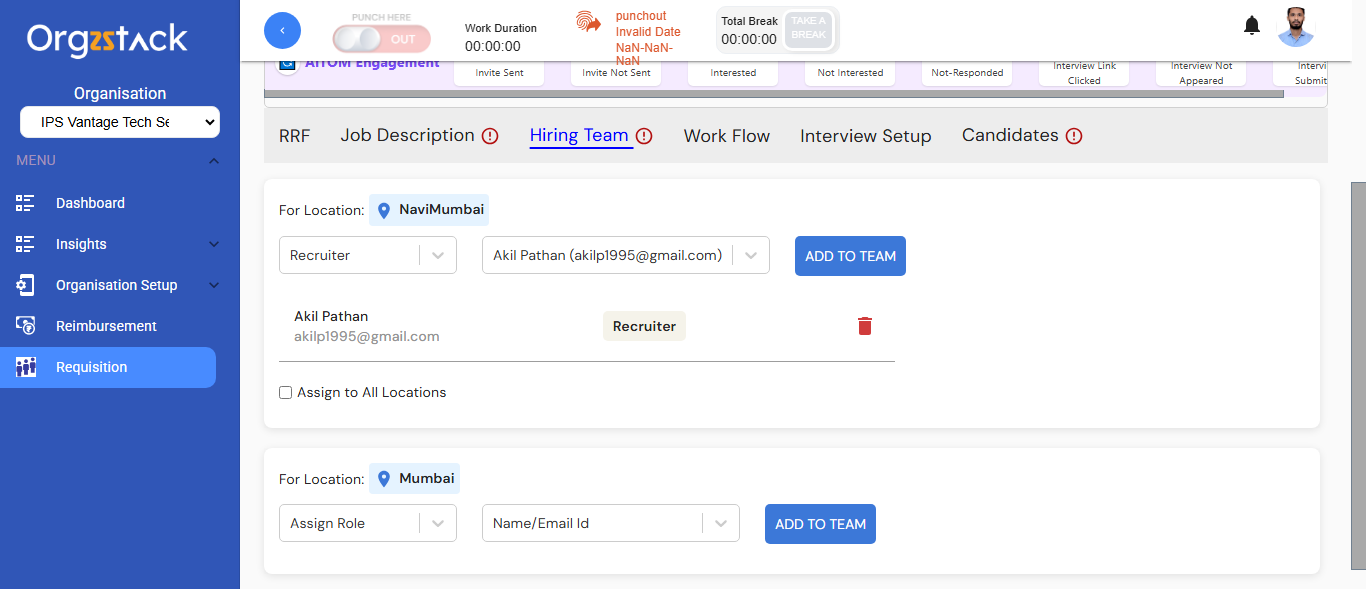 Orgzstack
Organisation
IPS Vantage Tech Se
MENU
Dashboard
Insights
Organisation Setup
Reimbursement
Requisition
PUNCH HERE
OUT
Work Duration
00:00:00
punchout
Invalid Date
NaN-NaN-
NaN
Total Break
00:00:00
TAKE A
BREAK
AITOM Engagement
Invite Sent
Invite Not Sent
Interested
Not Interested
Not-Responded
Interview Link
Clicked
Interview Not
Appeared
Intervi
Submit
RRF
Job Description
Hiring Team
Work Flow
Interview Setup
Candidates
For Location: NaviMumbai
Recruiter
Akil Pathan (akilp1995@gmail.com)
ADD TO TEAM
Akil Pathan
akilp1995@gmail.com
Recruiter
Assign to All Locations
For Location: Mumbai
Assign Role
Name/Email Id
ADD TO TEAM